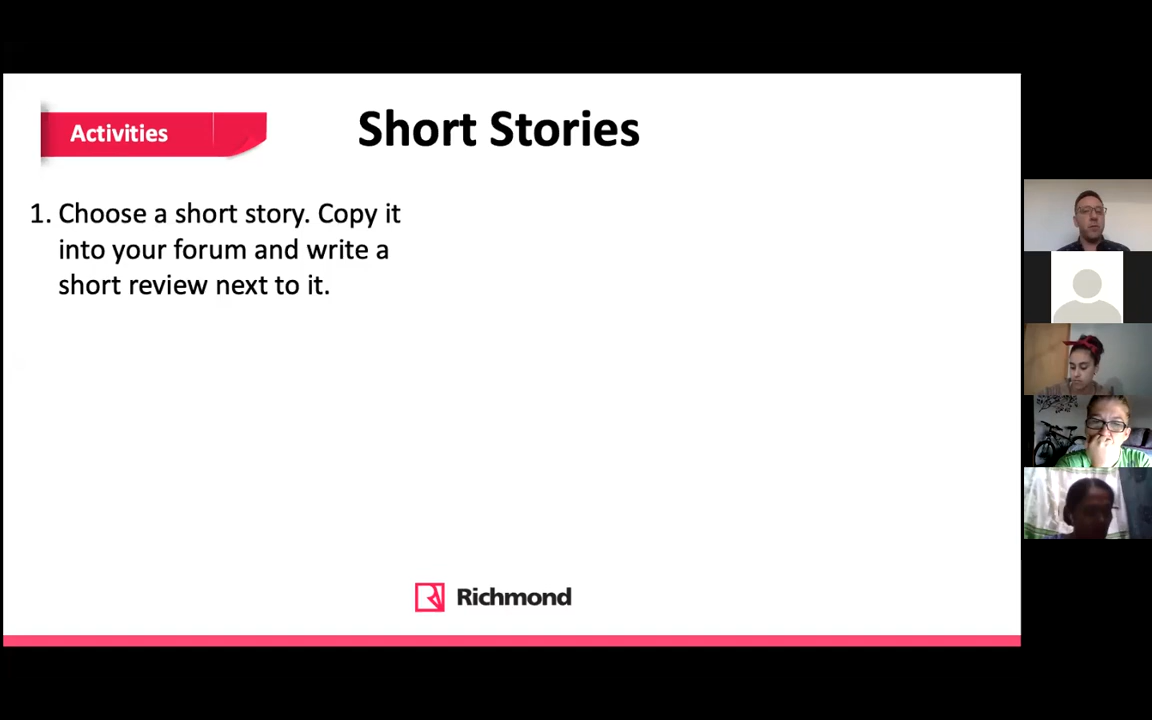 Activities
Short Stories
1. Choose a short story. Copy it
into your forum and write a
short review next to it.
Richmond